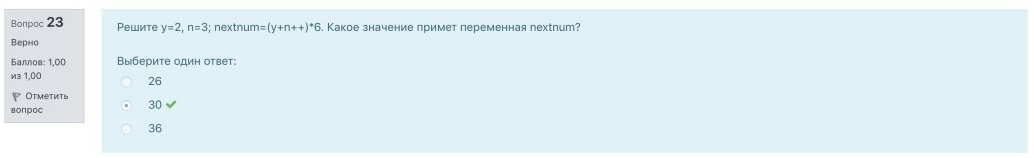 Вопрос 23
Верно
Баллов: 1,00
из 1,00
Отметить
вопрос
Решите y=2, n=3; nextnum=(y+n++)*6. Какое значение примет переменная nextnum?
Выберите один ответ:
26
30
36